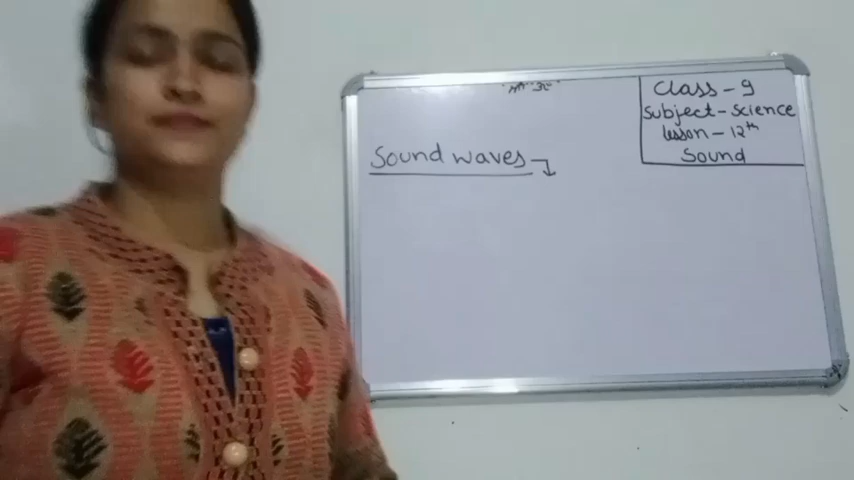 Class - 9
Subject - Science
lesson - 12th
Sound
Sound waves